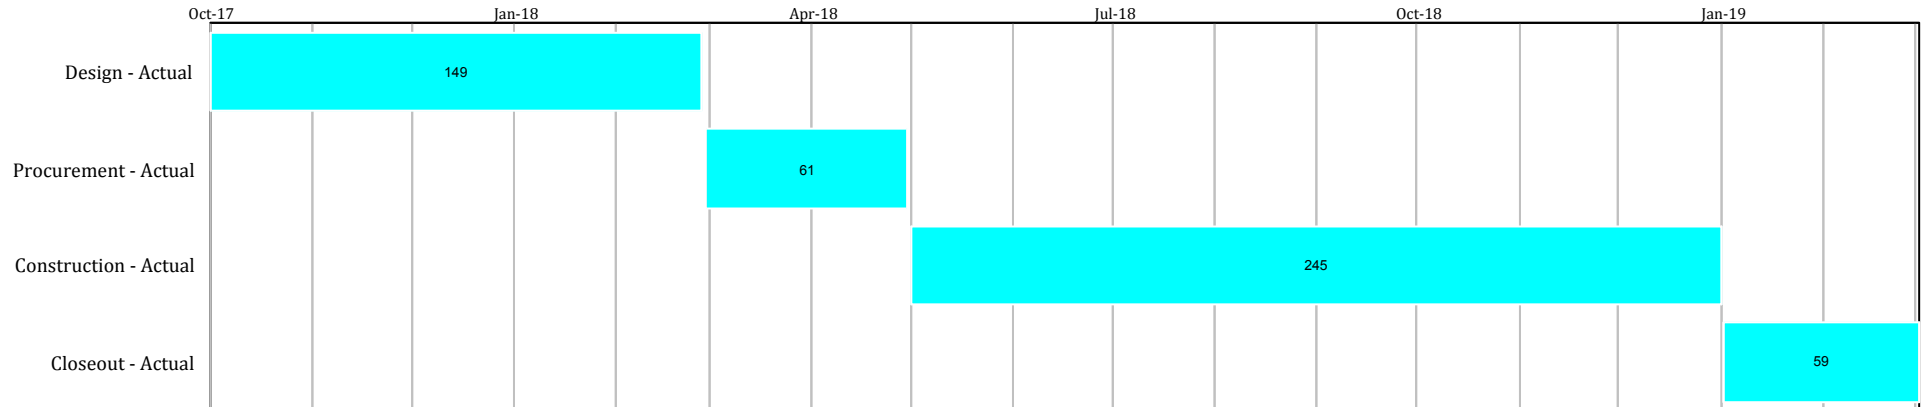 Oct-17 Jan-18 Apr-18 Jul-18 Oct-18 Jan-19
Design - Actual 149
Procurement - Actual 61
Construction - Actual 245
Closeout - Actual 59